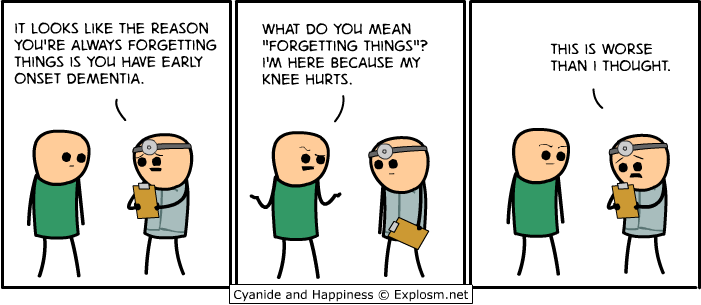 IT LOOKS LIKE THE REASON
YOU'RE ALWAYS FORGETTING
THINGS IS YOU HAVE EARLY
ONSET DEMENTIA.
WHAT DO YOU MEAN
"FORGETTING THINGS"?
I'M HERE BECAUSE MY
KNEE HURTS.
THIS IS WORSE
THAN I THOUGHT.
Cyanide and Happiness © Explosm.net